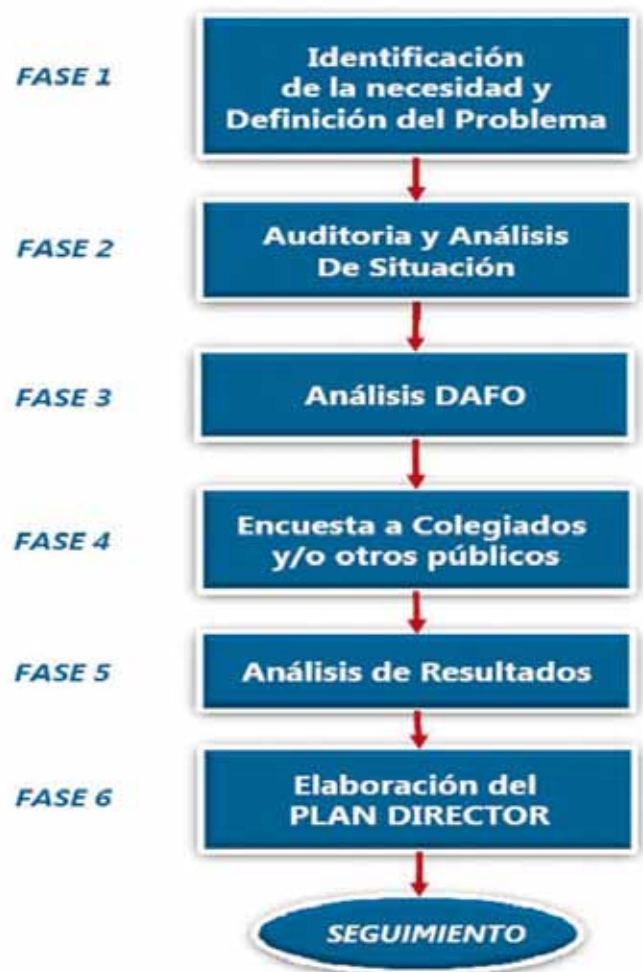 FASE 1
Identificación
de la necesidad y
Definición del Problema
FASE 2
Auditoria y Análisis
De Situación
FASE 3
Análisis DAFO
FASE 4
Encuesta a Colegiados
y/o otros públicos
FASE 5
Análisis de Resultados
FASE 6
Elaboración del
PLAN DIRECTOR
SEGUIMIENTO